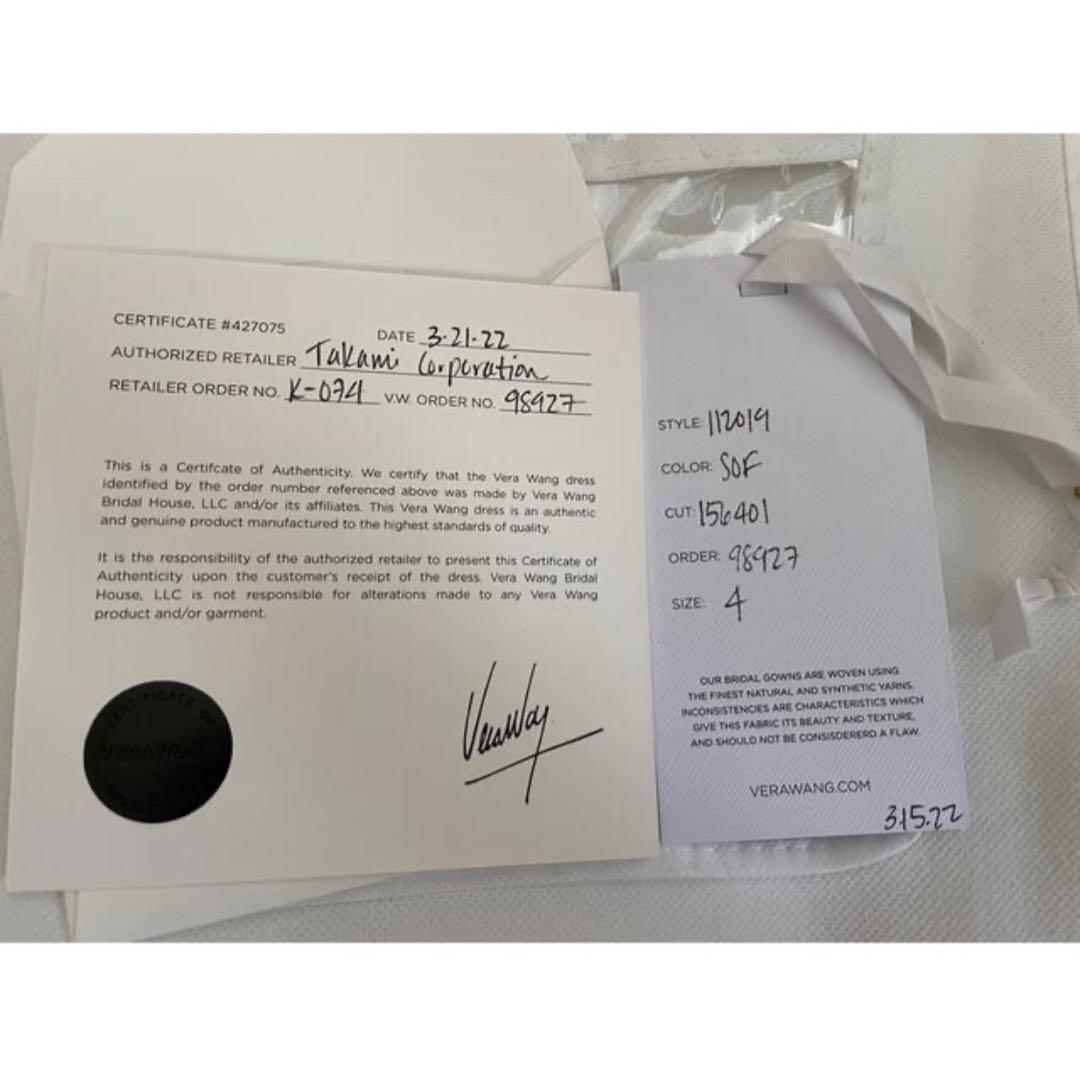 CERTIFICATE #427075
DATE 3.21.22
AUTHORIZED RETAILER Takami Corporation
RETAILER ORDER NO. K-074 V.W. ORDER NO. 98927
This is a Certifcate of Authenticity. We certify that the Vera Wang dress
identified by the order number referenced above was made by Vera Wang
Bridal House, LLC and/or its affiliates. This Vera Wang dress is an authentic
and genuine product manufactured to the highest standards of quality.
It is the responsibility of the authorized retailer to present this Certificate of
Authenticity upon the customer's receipt of the dress. Vera Wang Bridal
House, LLC is not responsible for alterations made to any Vera Wang
product and/or garment.
CERTIFICATE OF
VERA WANG
Vera Wang
STYLE: 112019
COLOR: SOF
CUT: 156401
ORDER: 98927
SIZE: 4
OUR BRIDAL GOWNS ARE WOVEN USING
THE FINEST NATURAL AND SYNTHETIC YARNS.
INCONSISTENCIES ARE CHARACTERISTICS WHICH
GIVE THIS FABRIC ITS BEAUTY AND TEXTURE,
AND SHOULD NOT BE CONSISDERERD A FLAW.
VERAWANG.COM
3.15.22